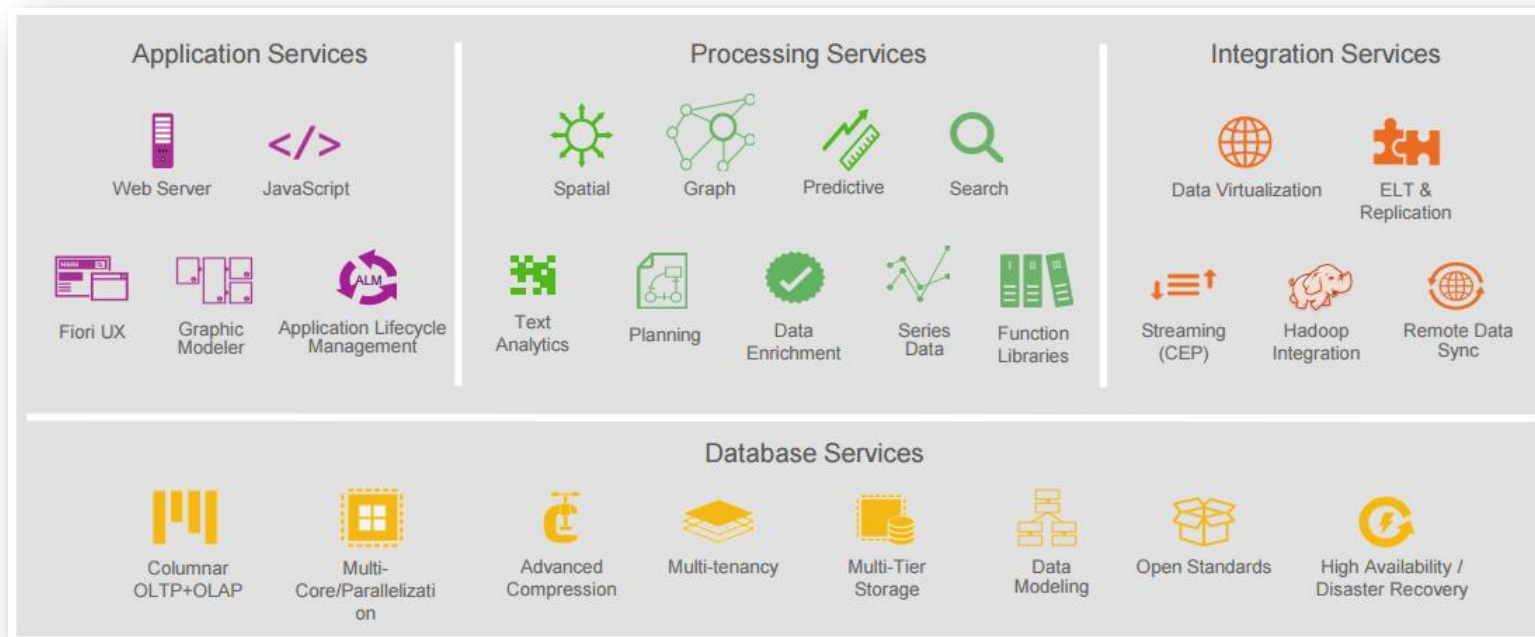 Application Services
Web Server
JavaScript
Fiori UX
Graphic
Modeler
ALM
Application Lifecycle
Management
Processing Services
Spatial
Graph
Predictive
Search
Text
Analytics
Planning
Data
Enrichment
Series
Data
Function
Libraries
Integration Services
Data Virtualization
ELT &
Replication
Streaming
(CEP)
Hadoop
Integration
Remote Data
Sync
Database Services
Columnar
OLTP+OLAP
Multi-
Core/Parallelizati
on
Advanced
Compression
Multi-tenancy
Multi-Tier
Storage
Data
Modeling
Open Standards
High Availability /
Disaster Recovery